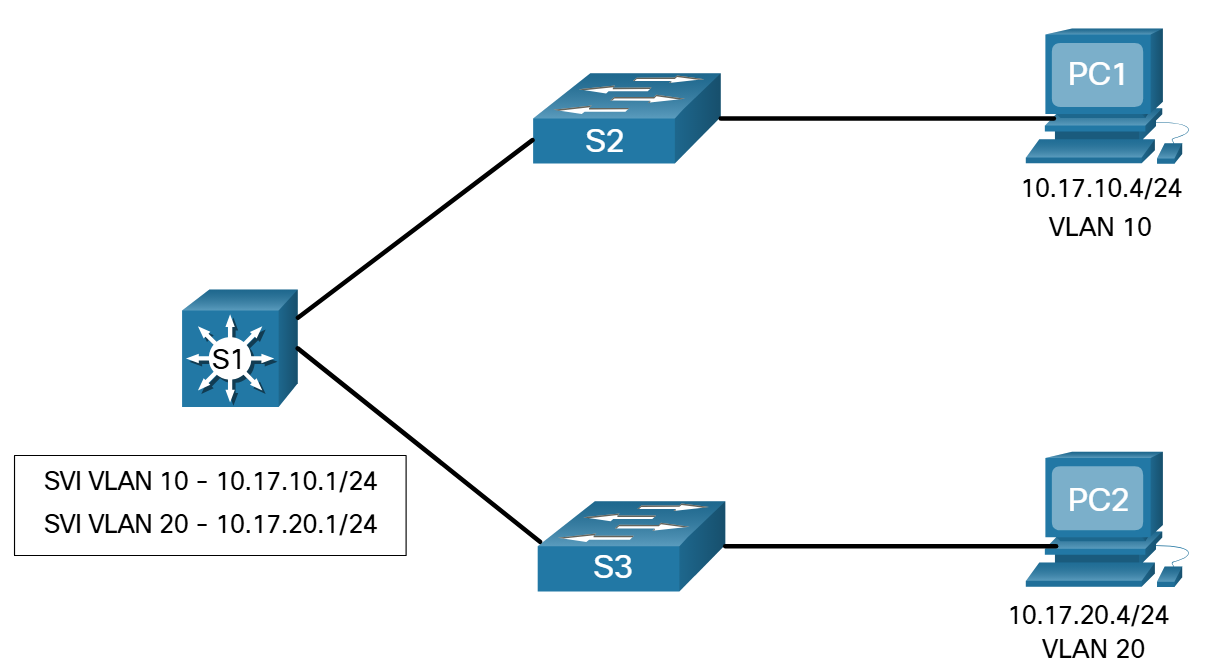 S2
PC1
10.17.10.4/24
VLAN 10
S1
SVI VLAN 10 - 10.17.10.1/24
SVI VLAN 20 - 10.17.20.1/24
S3
PC2
10.17.20.4/24
VLAN 20